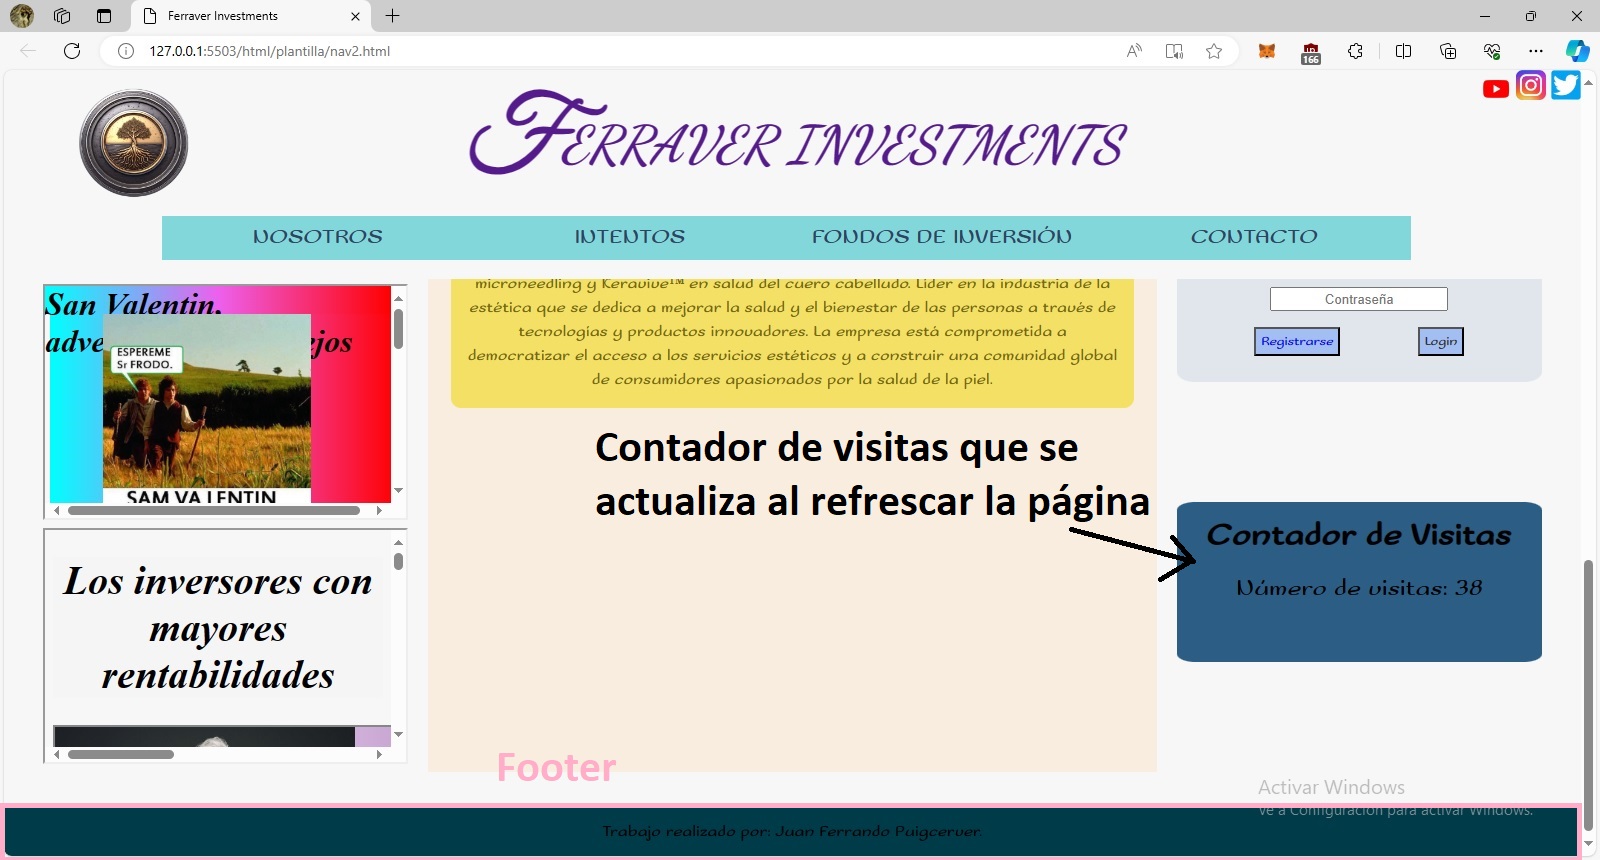 Ferraver Investments
127.0.0.1:5503/html/plantilla/nav2.html
166
FERRAVER INVESTMENTS
NOSOTROS
INTENTOS
FONDOS DE INVERSIÓN
CONTACTO
San Valentin,
adve
ejos
ESPEREME
Sr FRODO.
SAM VALENTIN
Los inversores con
mayores
rentabilidades
microneedling y Keravive™ en salud del cuero cabelludo. Líder en la industria de la
estética que se dedica a mejorar la salud y el bienestar de las personas a través de
tecnologías y productos innovadores. La empresa está comprometida a
democratizar el acceso a los servicios estéticos y a construir una comunidad global
de consumidores apasionados por la salud de la piel.
Contador de visitas que se
actualiza al refrescar la página
Contraseña
Registrarse
Login
Contador de Visitas
Número de visitas: 38
Footer
Activar Windows
Ve a Configuración para activar Windows.
Trabajo realizado por: Juan Ferrando Puigcerver.